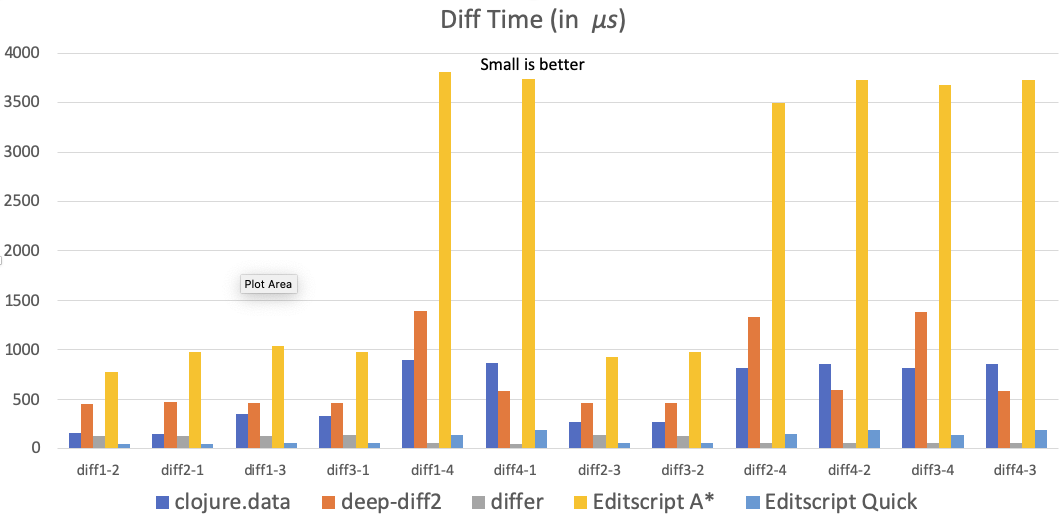 Diff Time (in μs)
4000
Small is better
3500
3000
2500
2000
1500
Plot Area
1000
500
0
diff1-2 diff2-1 diff1-3 diff3-1 diff1-4 diff4-1 diff2-3 diff3-2 diff2-4 diff4-2 diff3-4 diff4-3
clojure.data deep-diff2 differ Editscript A* Editscript Quick